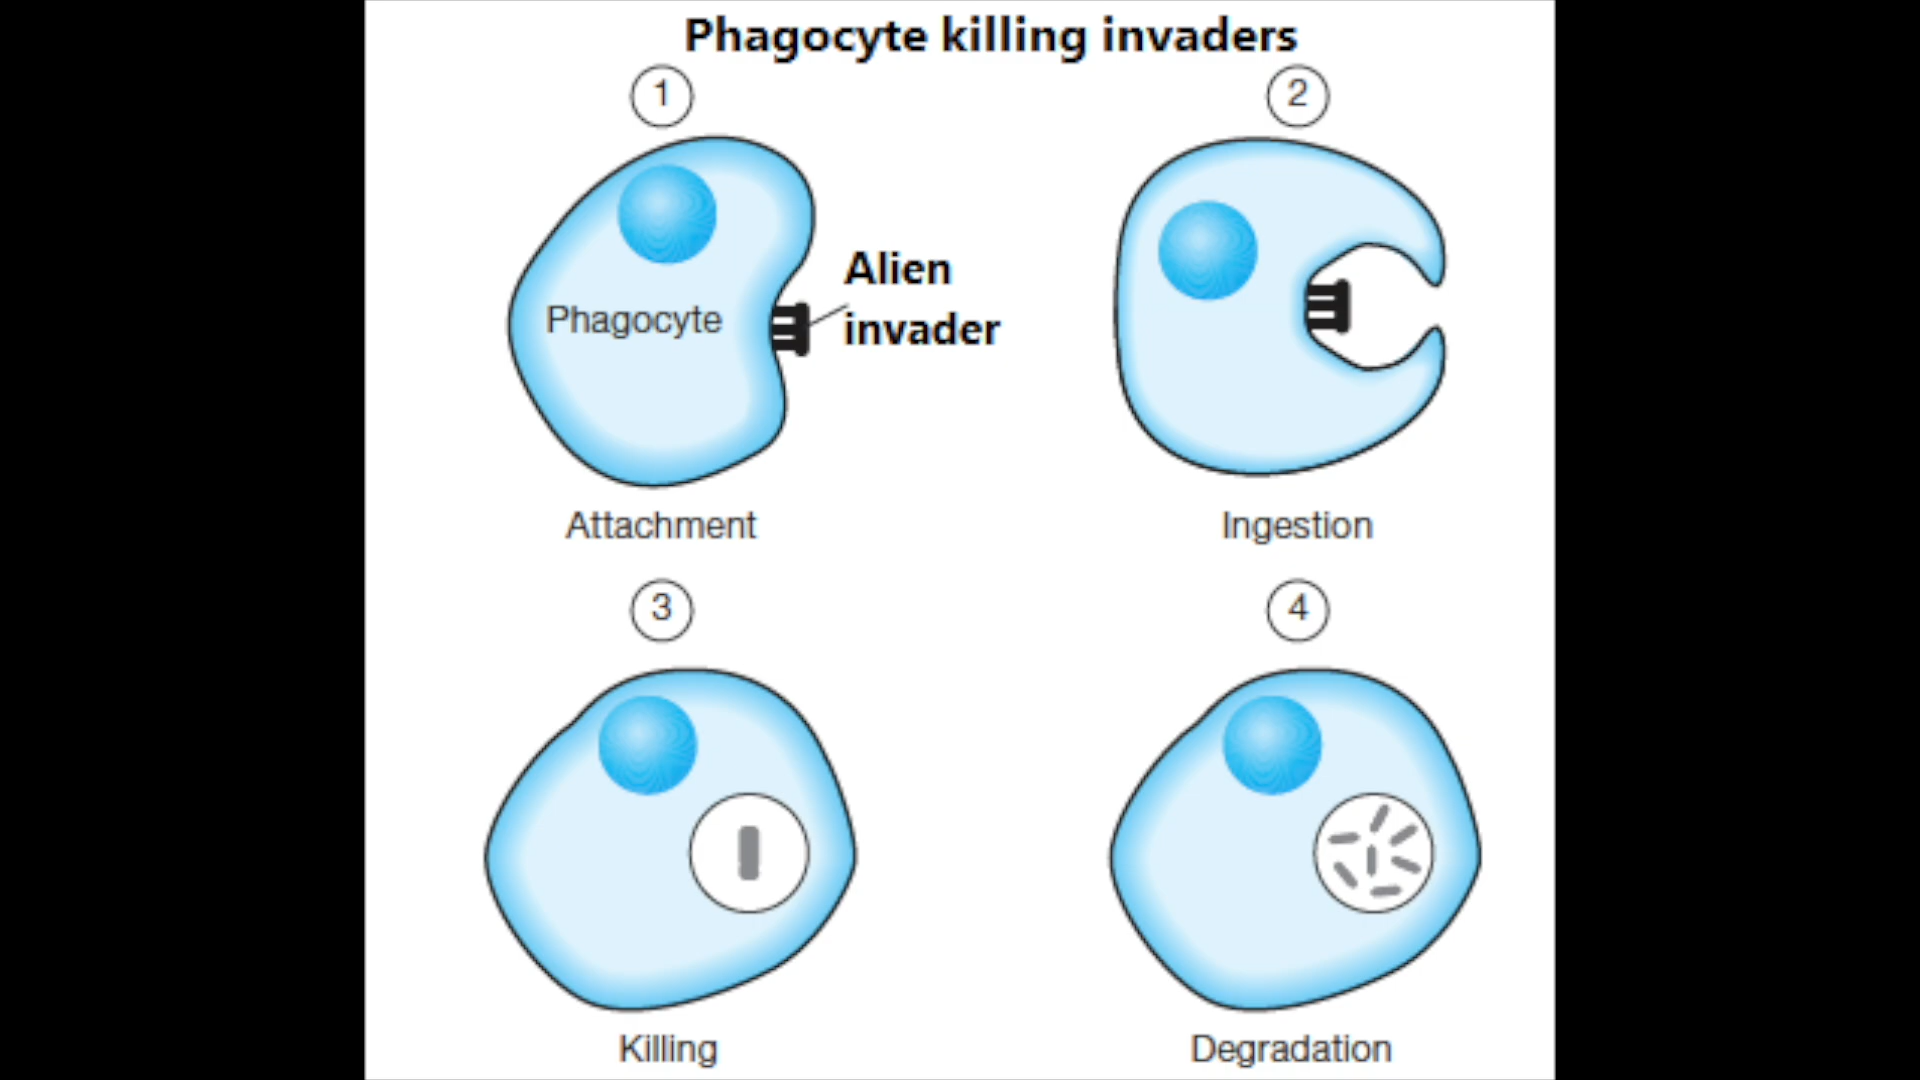 Phagocyte killing invaders
1
2
Alien
invader
Phagocyte
Attachment
Ingestion
3
4
Killing
Degradation